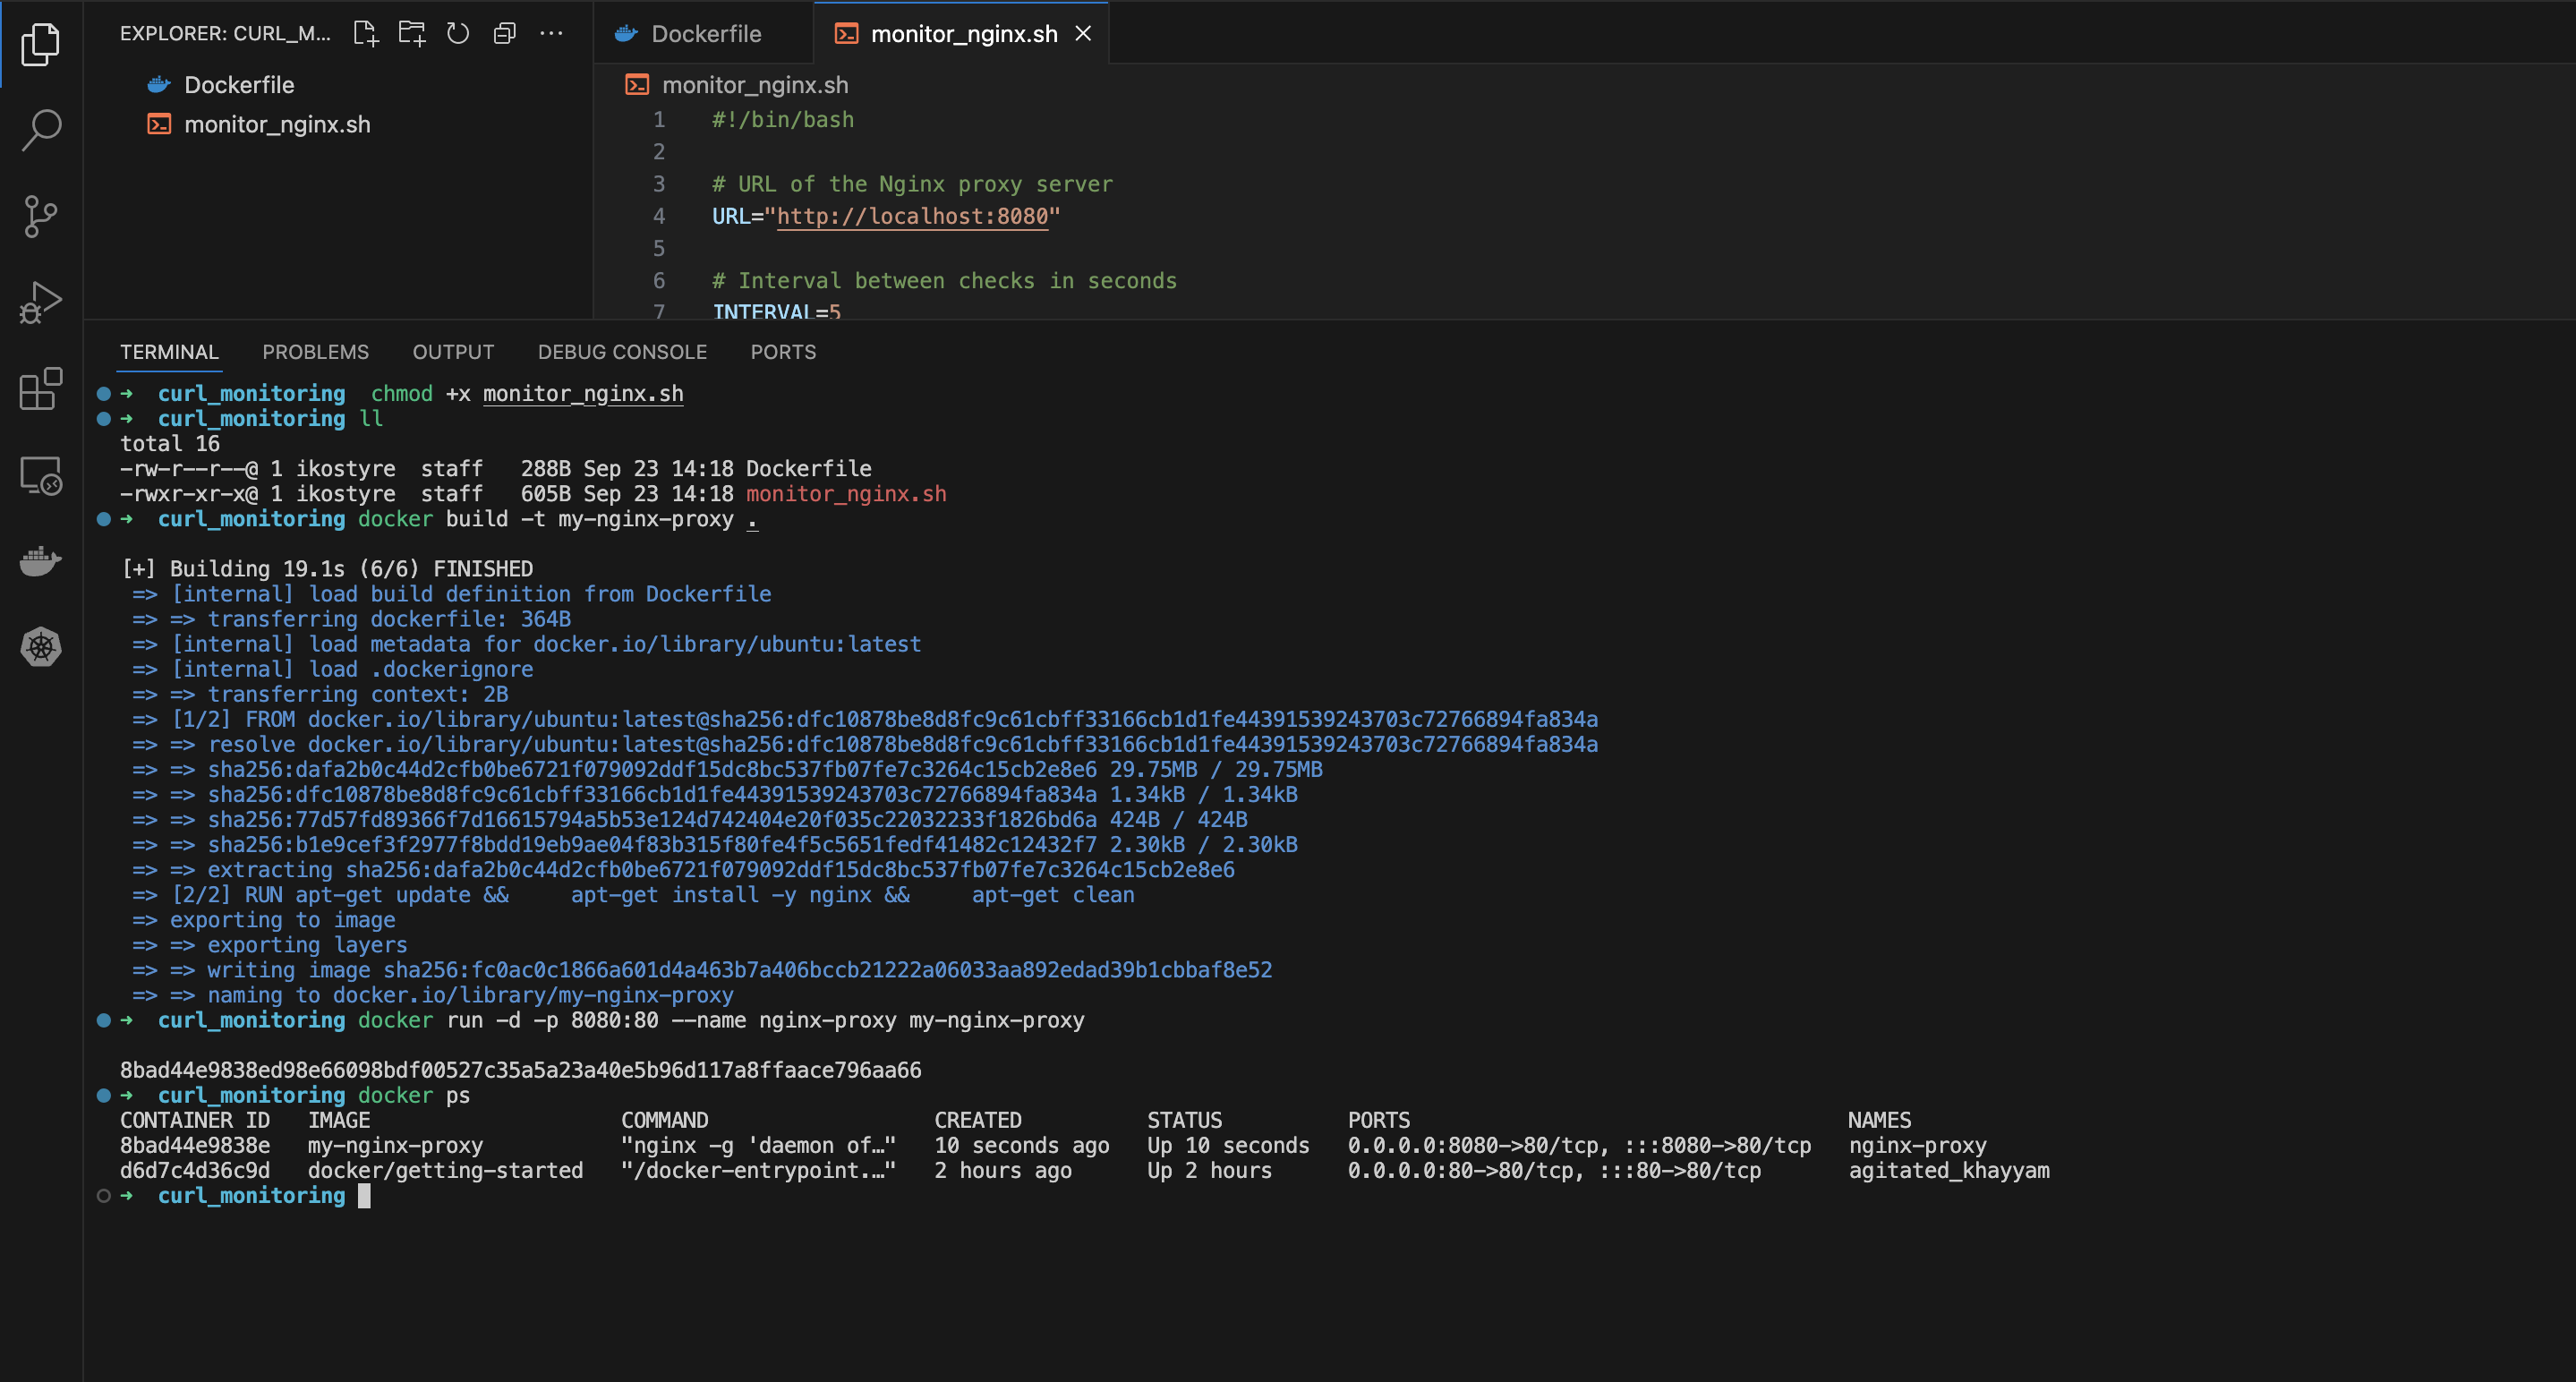 EXPLORER: CURL_M...
Dockerfile
monitor_nginx.sh
Dockerfile
monitor_nginx.sh
monitor_nginx.sh
1 #!/bin/bash
2
3 # URL of the Nginx proxy server
4 URL="http://localhost:8080"
5
6 # Interval between checks in seconds
7 INTERVAL=5
TERMINAL PROBLEMS OUTPUT DEBUG CONSOLE PORTS
➜ curl_monitoring chmod +x monitor_nginx.sh
➜ curl_monitoring ll
total 16
-rw-r--r--@ 1 ikostyre staff 288B Sep 23 14:18 Dockerfile
-rwxr-xr-x@ 1 ikostyre staff 605B Sep 23 14:18 monitor_nginx.sh
➜ curl_monitoring docker build -t my-nginx-proxy .
[+] Building 19.1s (6/6) FINISHED
=> [internal] load build definition from Dockerfile
=> => transferring dockerfile: 364B
=> [internal] load metadata for docker.io/library/ubuntu:latest
=> [internal] load .dockerignore
=> => transferring context: 2B
=> [1/2] FROM docker.io/library/ubuntu:latest@sha256:dfc10878be8d8fc9c61cbff33166cb1d1fe44391539243703c72766894fa834a
=> => resolve docker.io/library/ubuntu:latest@sha256:dfc10878be8d8fc9c61cbff33166cb1d1fe44391539243703c72766894fa834a
=> => sha256:dafa2b0c44d2cfb0be6721f079092ddf15dc8bc537fb07fe7c3264c15cb2e8e6 29.75MB / 29.75MB
=> => sha256:dfc10878be8d8fc9c61cbff33166cb1d1fe44391539243703c72766894fa834a 1.34kB / 1.34kB
=> => sha256:77d57fd89366f7d16615794a5b53e124d742404e20f035c22032233f1826bd6a 424B / 424B
=> => sha256:b1e9cef3f2977f8bdd19eb9ae04f83b315f80fe4f5c5651fedf41482c12432f7 2.30kB / 2.30kB
=> => extracting sha256:dafa2b0c44d2cfb0be6721f079092ddf15dc8bc537fb07fe7c3264c15cb2e8e6
=> [2/2] RUN apt-get update && apt-get install -y nginx && apt-get clean
=> exporting to image
=> => exporting layers
=> => writing image sha256:fc0ac0c1866a601d4a463b7a406bccb21222a06033aa892edad39b1cbbaf8e52
=> => naming to docker.io/library/my-nginx-proxy
➜ curl_monitoring docker run -d -p 8080:80 --name nginx-proxy my-nginx-proxy
8bad44e9838ed98e66098bdf00527c35a5a23a40e5b96d117a8ffaace796aa66
➜ curl_monitoring docker ps
CONTAINER ID IMAGE COMMAND CREATED STATUS PORTS NAMES
8bad44e9838e my-nginx-proxy "nginx -g 'daemon of…" 10 seconds ago Up 10 seconds 0.0.0.0:8080->80/tcp, :::8080->80/tcp nginx-proxy
d6d7c4d36c9d docker/getting-started "/docker-entrypoint.…" 2 hours ago Up 2 hours 0.0.0.0:80->80/tcp, :::80->80/tcp agitated_khayyam
➜ curl_monitoring